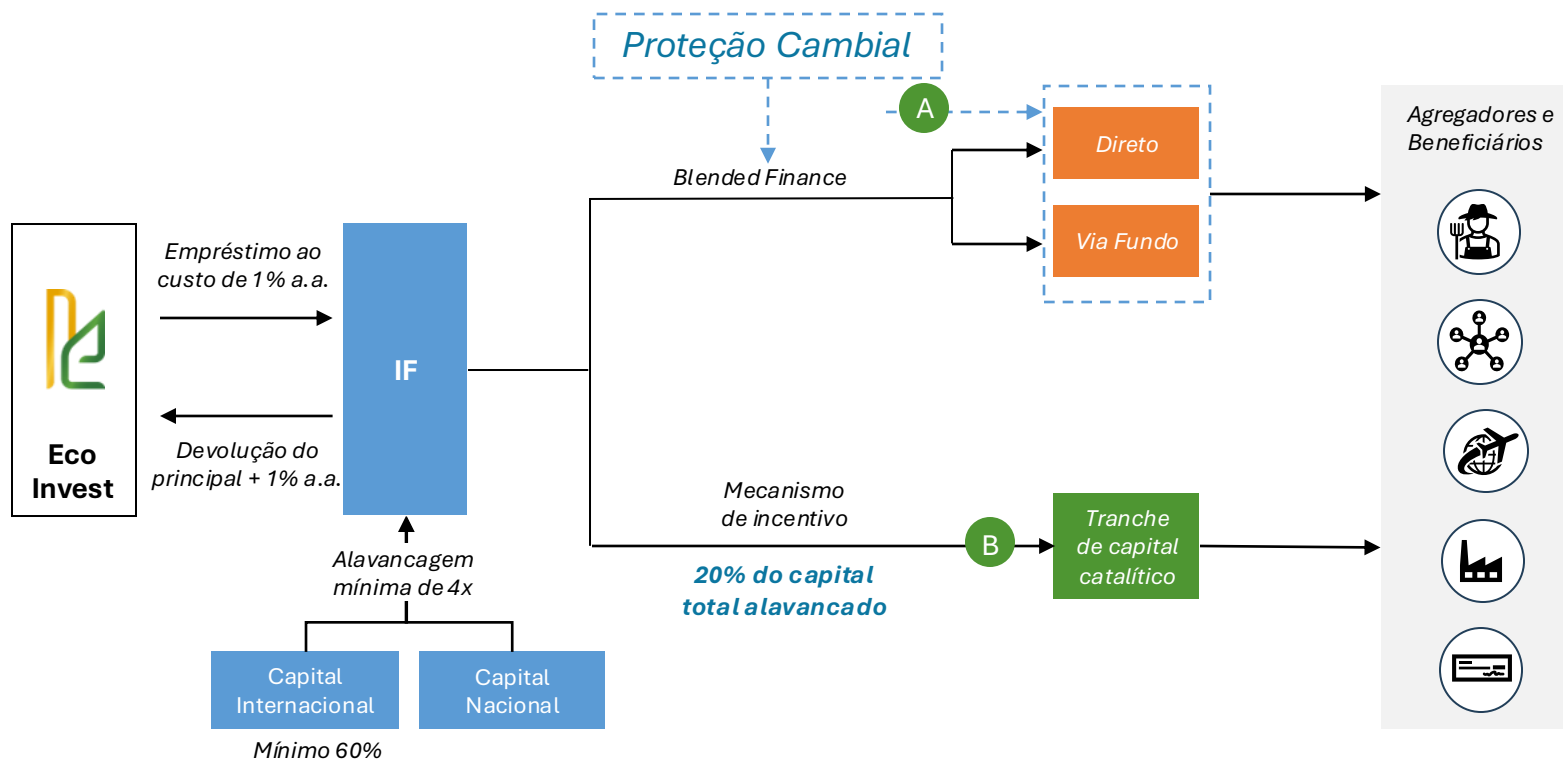 Proteção Cambial
A
Direto
Via Fundo
Blended Finance
Agregadores e
Beneficiários
Empréstimo ao
custo de 1% a.a.
IF
Eco
Invest
Devolução do
principal + 1% a.a.
Mecanismo
de incentivo
B
20% do capital
total alavancado
Tranche
de capital
catalítico
Alavancagem
mínima de 4x
Capital
Internacional
Capital
Nacional
Mínimo 60%